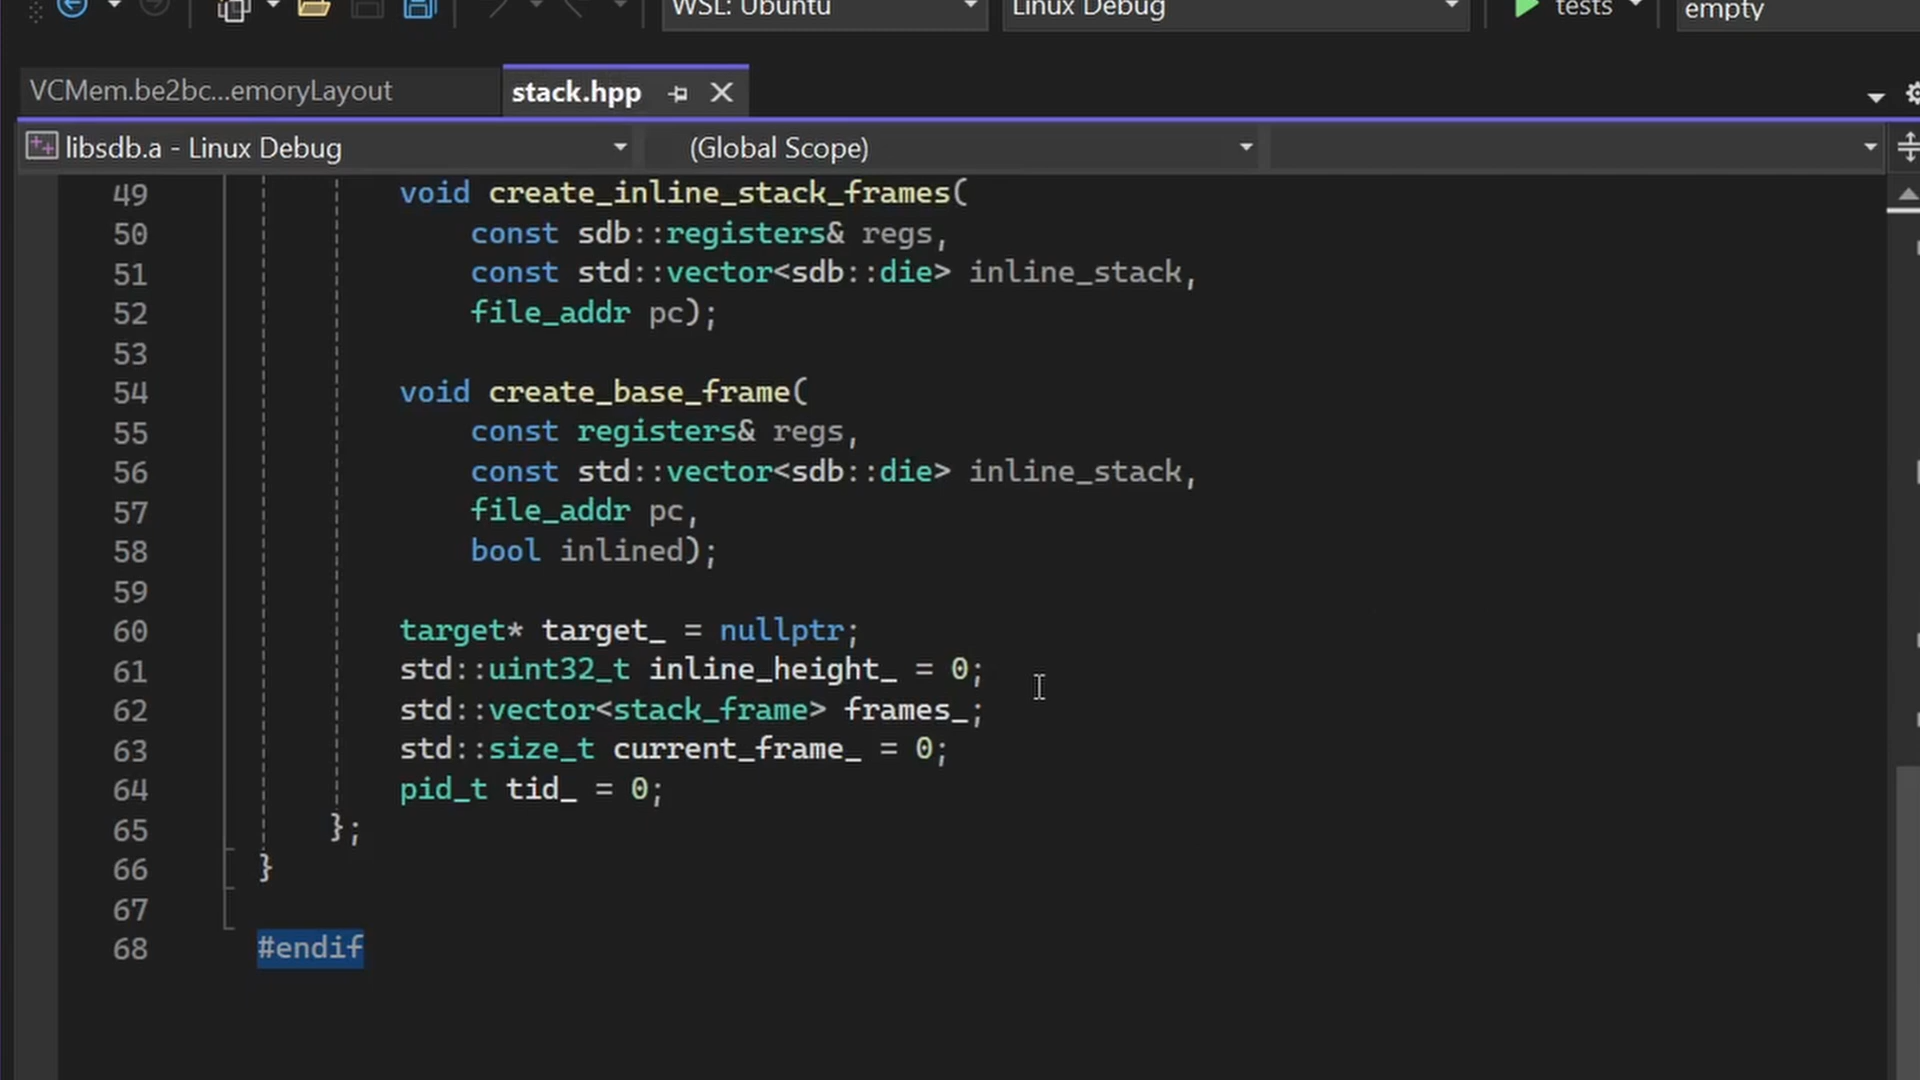 WSL: Ubuntu Linux Debug tests empty
VCMem.be2bc...emoryLayout stack.hpp
libsdb.a - Linux Debug (Global Scope)
49 void create_inline_stack_frames(
50 const sdb::registers& regs,
51 const std::vector<sdb::die> inline_stack,
52 file_addr pc);
53
54 void create_base_frame(
55 const registers& regs,
56 const std::vector<sdb::die> inline_stack,
57 file_addr pc,
58 bool inlined);
59
60 target* target_ = nullptr;
61 std::uint32_t inline_height_ = 0;
62 std::vector<stack_frame> frames_;
63 std::size_t current_frame_ = 0;
64 pid_t tid_ = 0;
65 };
66 }
67
68 #endif